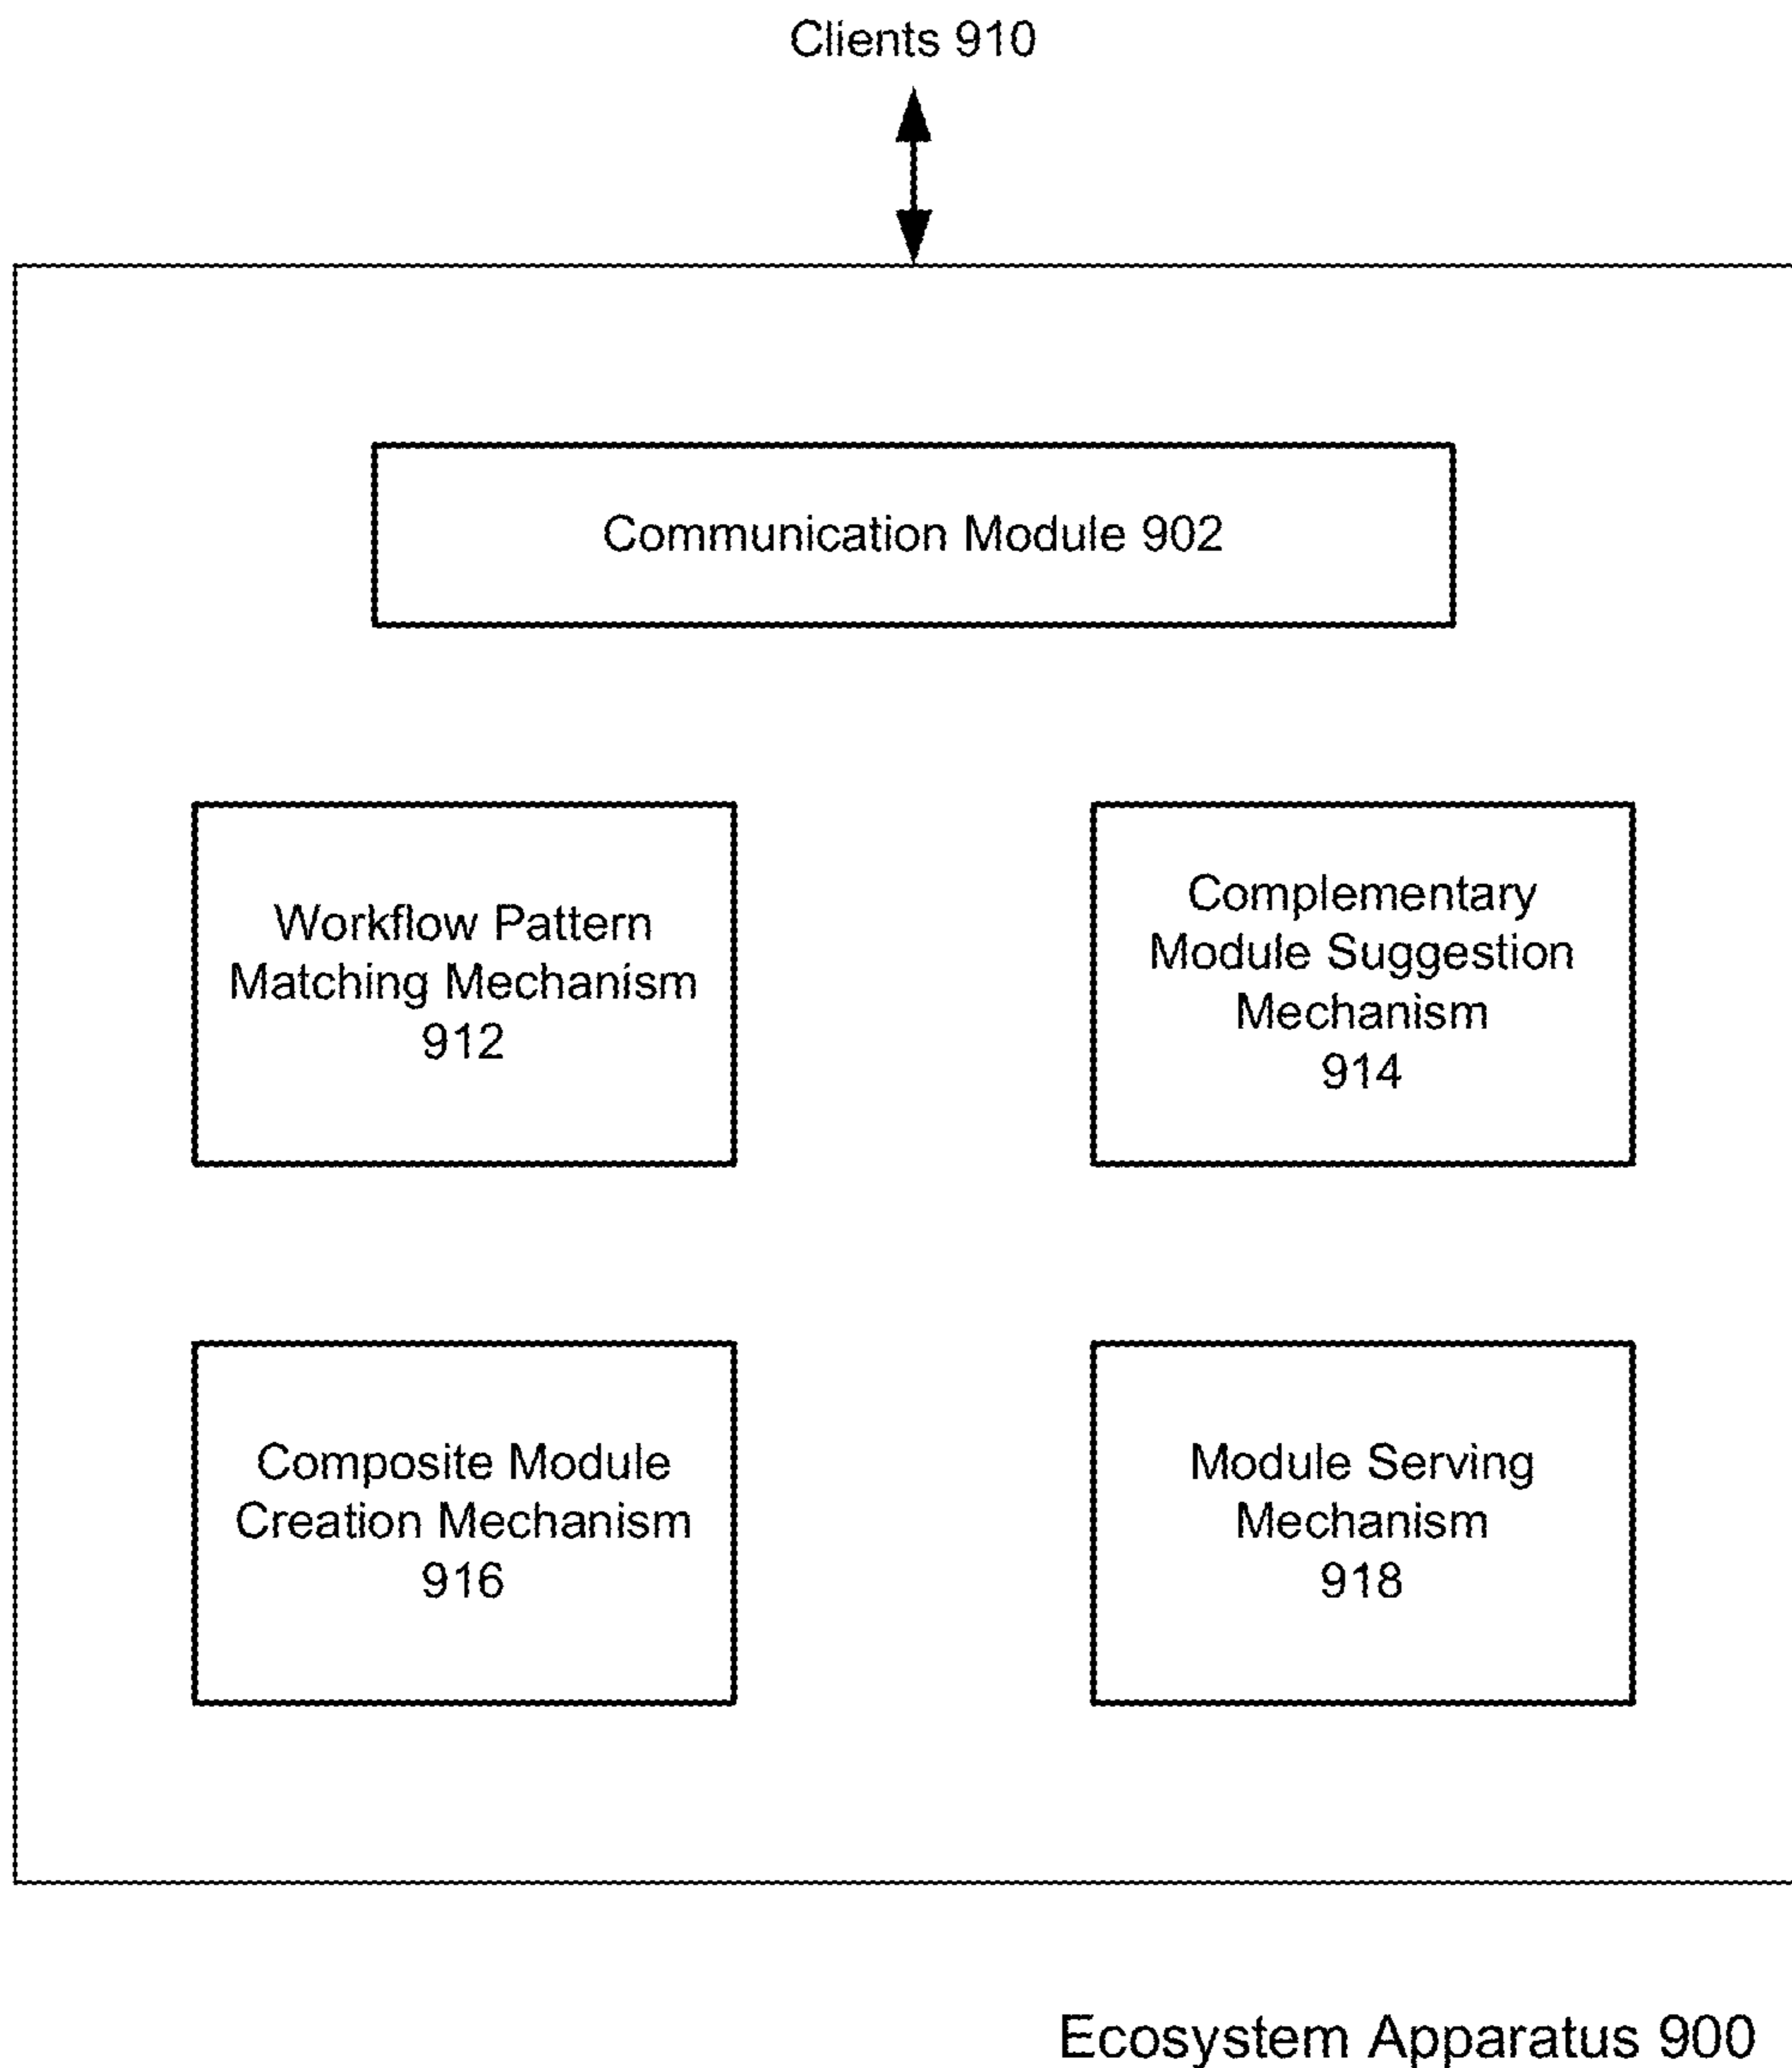 Clients 910
Communication Module 902
Workflow Pattern
Matching Mechanism
912
Complementary
Module Suggestion
Mechanism
914
Composite Module
Creation Mechanism
916
Module Serving
Mechanism
918
Ecosystem Apparatus 900